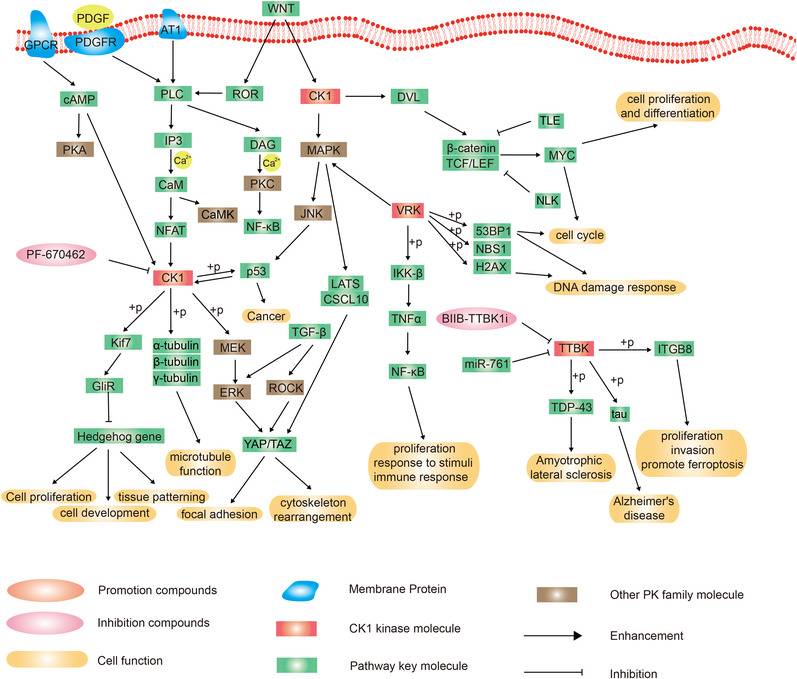 WNT
PDGF
GPCR
PDGFR
AT1
cAMP
PLC
ROR
CK1
DVL
cell proliferation
and differentiation
TLE
PKA
IP3
DAG
MAPK
β-catenin
TCF/LEF
MYC
Ca²⁺
Ca²⁺
CaM
PKC
NLK
CaMK
JNK
VRK
NFAT
NF-κB
+p
+p
+p
53BP1
NBS1
H2AX
cell cycle
PF-670462
CK1
+p
p53
+p
IKK-β
LATS
CSCL10
DNA damage response
Cancer
+p
+p
+p
TGF-β
TNFα
BIIB-TTBK1i
Kif7
α-tubulin
β-tubulin
γ-tubulin
MEK
TTBK
+p
ITGB8
miR-761
NF-κB
GliR
ERK
ROCK
+p
+p
TDP-43
tau
Hedgehog gene
YAP/TAZ
microtubule
function
proliferation
response to stimuli
immune response
Amyotrophic
lateral sclerosis
proliferation
invasion
promote ferroptosis
Cell proliferation
tissue patterning
cell development
focal adhesion
cytoskeleton
rearrangement
Alzheimer's
disease
Promotion compounds
Membrane Protein
Other PK family molecule
Inhibition compounds
CK1 kinase molecule
Enhancement
Cell function
Pathway key molecule
Inhibition